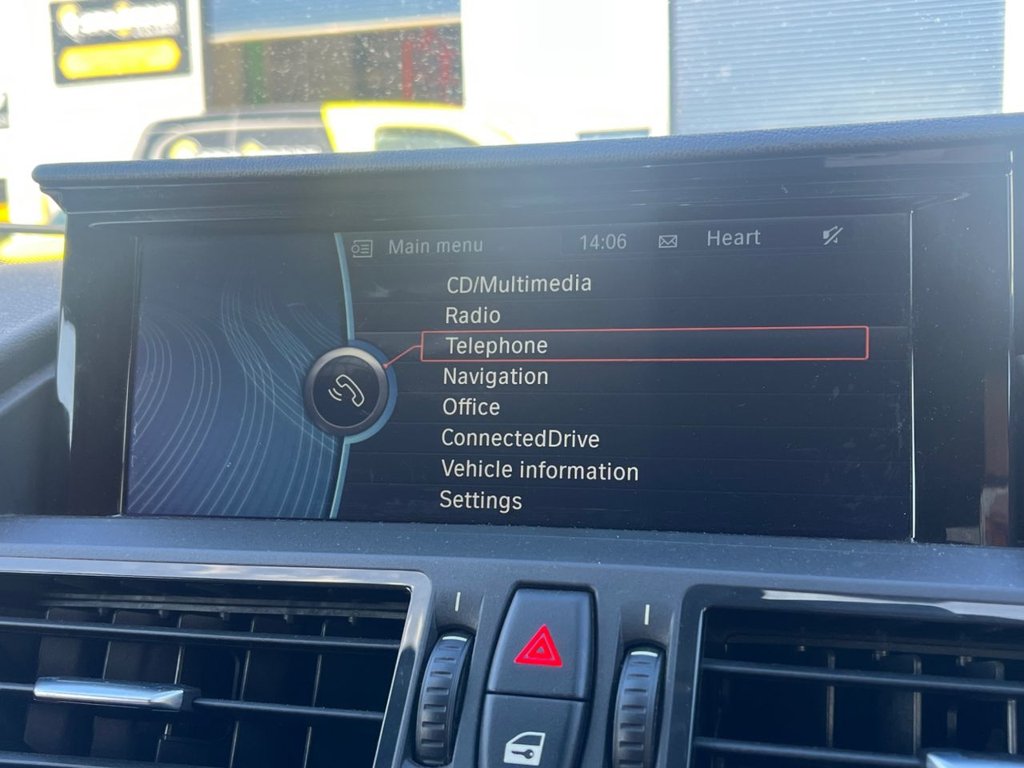 Main menu 14:06 Heart
CD/Multimedia
Radio
Telephone
Navigation
Office
ConnectedDrive
Vehicle information
Settings